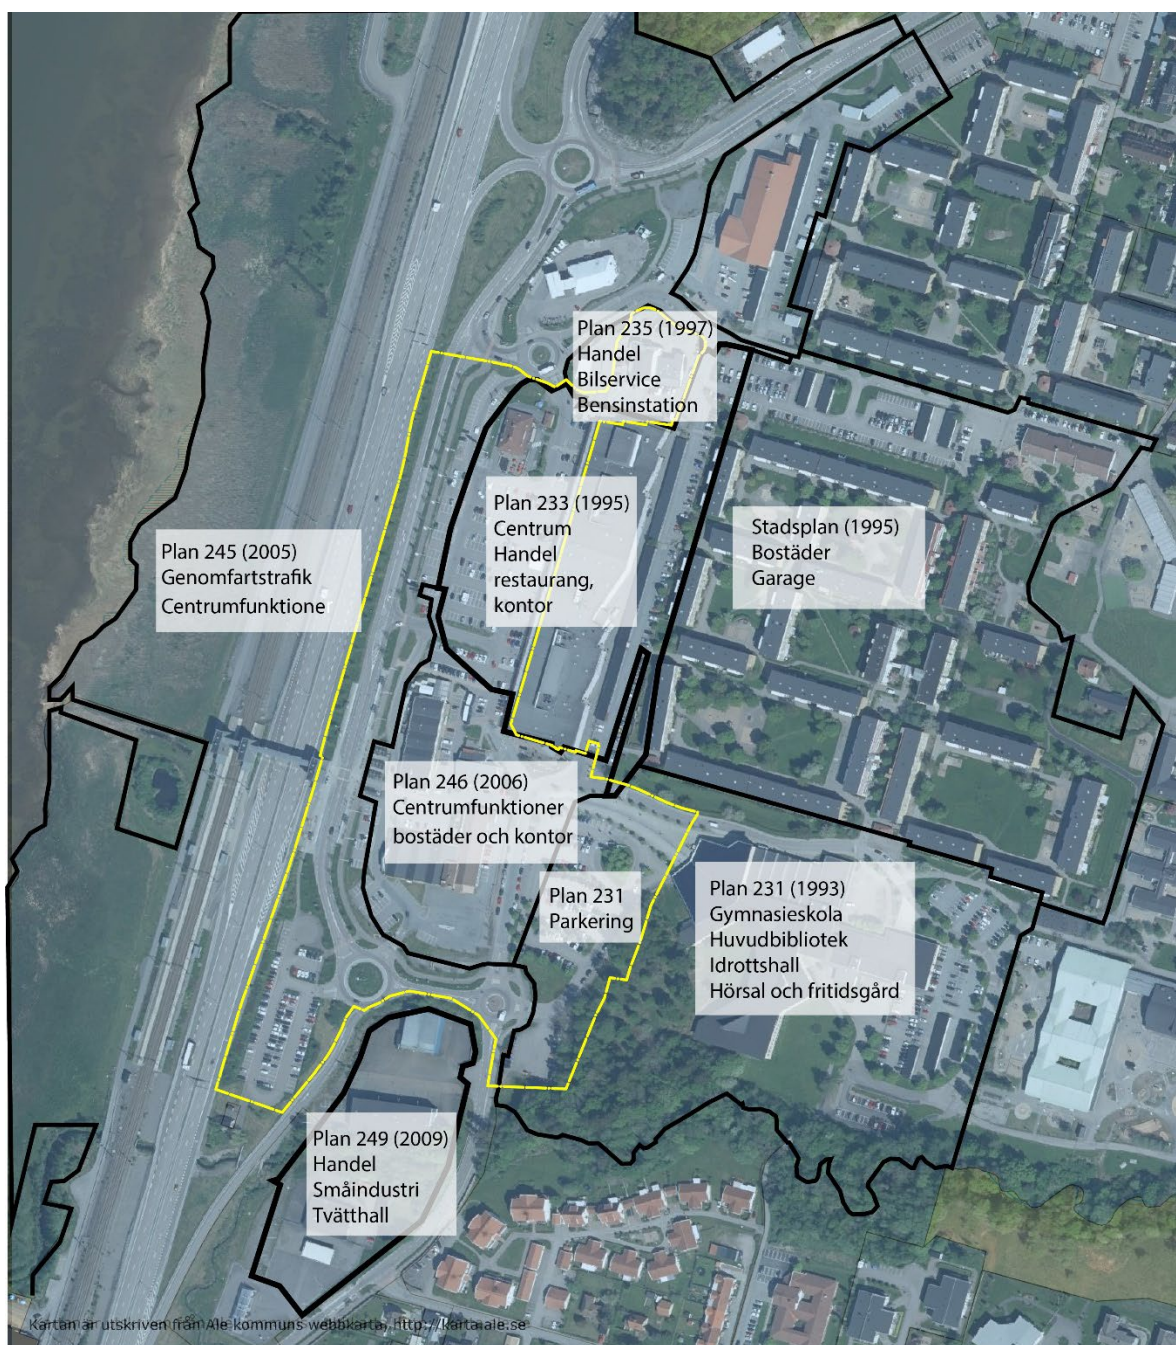 Plan 235 (1997)
Handel
Bilservice
Bensinstation
Plan 233 (1995)
Centrum
Handel
restaurang,
kontor
Stadsplan (1995)
Bostäder
Garage
Plan 245 (2005)
Genomfartstrafik
Centrumfunktione
Plan 246 (2006)
Centrumfunktioner
bostäder och kontor
Plan 231
Parkering
Plan 231 (1993)
Gymnasieskola
Huvudbibliotek
Idrottshall
Hörsal och fritidsgård
Plan 249 (2009)
Handel
Småindustri
Tvätthall
Kartan är utskriven från Ale kommuns webbkarta, http://karta.ale.se